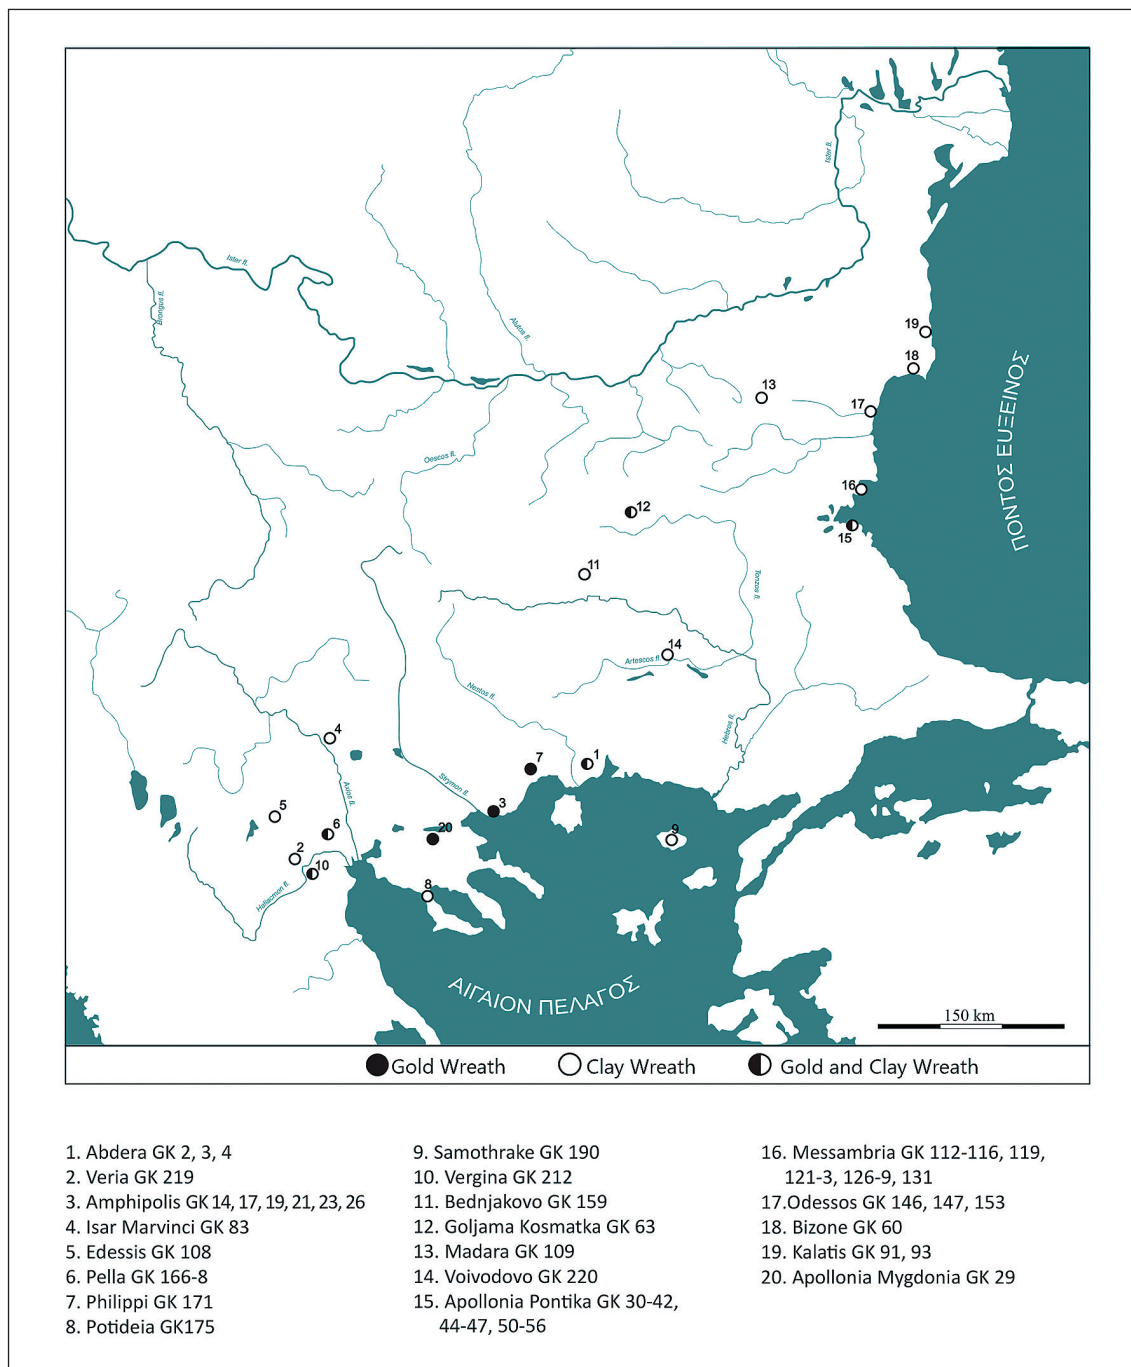 Ister fl.
Ister fl.
Brongus fl.
Alutos fl.
19
18
13
17
ΠΟΝΤΟΣ ΕΥΞΕΙΝΟΣ
Oescos fl.
16
12
15
11
Tonzos fl.
14
Artescos fl.
Nestos fl.
Hebros fl.
4
7
1
Axios fl.
Strymon fl.
3
5
6
20
9
2
10
8
Haliacmon fl.
ΑΙΓΑΙΟΝ ΠΕΛΑΓΟΣ
150 km
Gold Wreath
Clay Wreath
Gold and Clay Wreath
1. Abdera GK 2, 3, 4
2. Veria GK 219
3. Amphipolis GK 14, 17, 19, 21, 23, 26
4. Isar Marvinci GK 83
5. Edessis GK 108
6. Pella GK 166-8
7. Philippi GK 171
8. Potideia GK175
9. Samothrake GK 190
10. Vergina GK 212
11. Bednjakovo GK 159
12. Goljama Kosmatka GK 63
13. Madara GK 109
14. Voivodovo GK 220
15. Apollonia Pontika GK 30-42,
44-47, 50-56
16. Messambria GK 112-116, 119,
121-3, 126-9, 131
17.Odessos GK 146, 147, 153
18. Bizone GK 60
19. Kalatis GK 91, 93
20. Apollonia Mygdonia GK 29